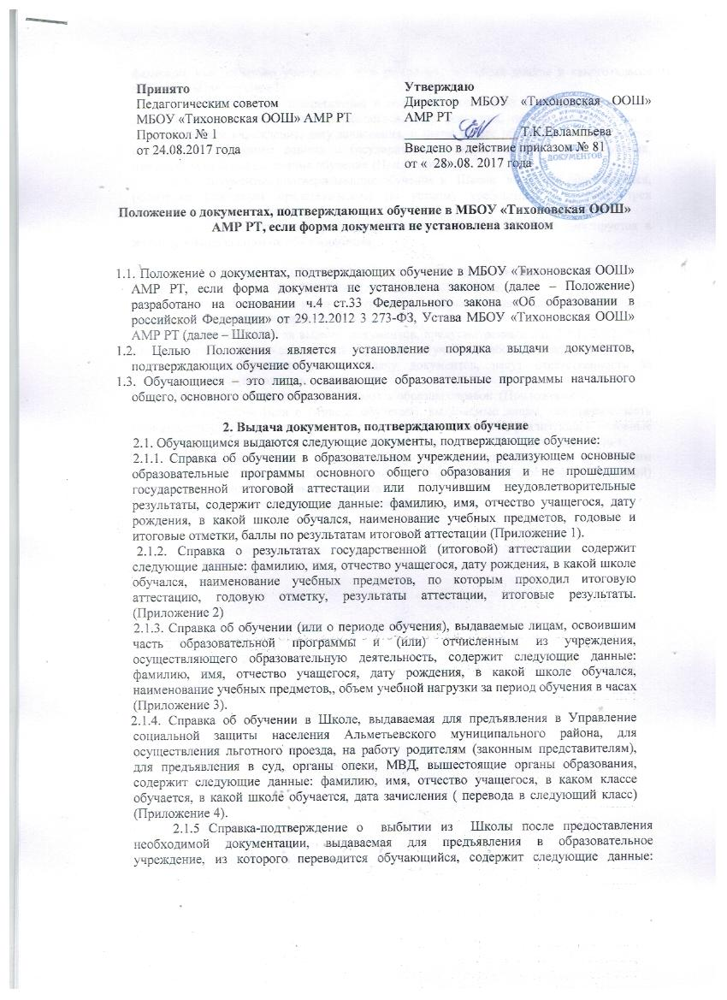 Принято
Педагогическим советом
МБОУ «Тихоновская ООШ» АМР РТ
Протокол № 1
от 24.08.2017 года
Утверждаю
Директор МБОУ «Тихоновская ООШ»
АМР РТ
Т.К.Евлампьева
Введено в действие приказом № 81
от « 28».08. 2017 года
ДОКУМЕНТОВ
Положение о документах, подтверждающих обучение в МБОУ «Тихоновская ООШ»
АМР РТ, если форма документа не установлена законом
1.1. Положение о документах, подтверждающих обучение в МБОУ «Тихоновская ООШ»
АМР РТ, если форма документа не установлена законом (далее – Положение)
разработано на основании ч.4 ст.33 Федерального закона «Об образовании в
российской Федерации» от 29.12.2012 З 273-ФЗ, Устава МБОУ «Тихоновская ООШ»
АМР РТ (далее – Школа).
1.2. Целью Положения является установление порядка выдачи документов,
подтверждающих обучение обучающихся.
1.3. Обучающиеся – это лица, осваивающие образовательные программы начального
общего, основного общего образования.
2. Выдача документов, подтверждающих обучение
2.1. Обучающимся выдаются следующие документы, подтверждающие обучение:
2.1.1. Справка об обучении в образовательном учреждении, реализующем основные
образовательные программы основного общего образования и не прошедшим
государственной итоговой аттестации или получившим неудовлетворительные
результаты, содержит следующие данные: фамилию, имя, отчество учащегося, дату
рождения, в какой школе обучался, наименование учебных предметов, годовые и
итоговые отметки, баллы по результатам итоговой аттестации (Приложение 1).
2.1.2. Справка о результатах государственной (итоговой) аттестации содержит
следующие данные: фамилию, имя, отчество учащегося, дату рождения, в какой школе
обучался, наименование учебных предметов, по которым проходил итоговую
аттестацию, годовую отметку, результаты аттестации, итоговые результаты.
(Приложение 2)
2.1.3. Справка об обучении (или о периоде обучения), выдаваемые лицам, освоившим
часть образовательной программы и (или) отчисленным из учреждения,
осуществляющего образовательную деятельность, содержит следующие данные:
фамилию, имя, отчество учащегося, дату рождения, в какой школе обучался,
наименование учебных предметов,, объем учебной нагрузки за период обучения в часах
(Приложение 3).
2.1.4. Справка об обучении в Школе, выдаваемая для предъявления в Управление
социальной защиты населения Альметьевского муниципального района, для
осуществления льготного проезда, на работу родителям (законным представителям),
для предъявления в суд, органы опеки, МВД, вышестоящие органы образования,
содержит следующие данные: фамилию, имя, отчество учащегося, в каком классе
обучается, в какой школе обучается, дата зачисления ( перевода в следующий класс)
(Приложение 4).
2.1.5 Справка-подтверждение о выбытии из Школы после предоставления
необходимой документации, выдаваемая для предъявления в образовательное
учреждение, из которого переводится обучающийся, содержит следующие данные: